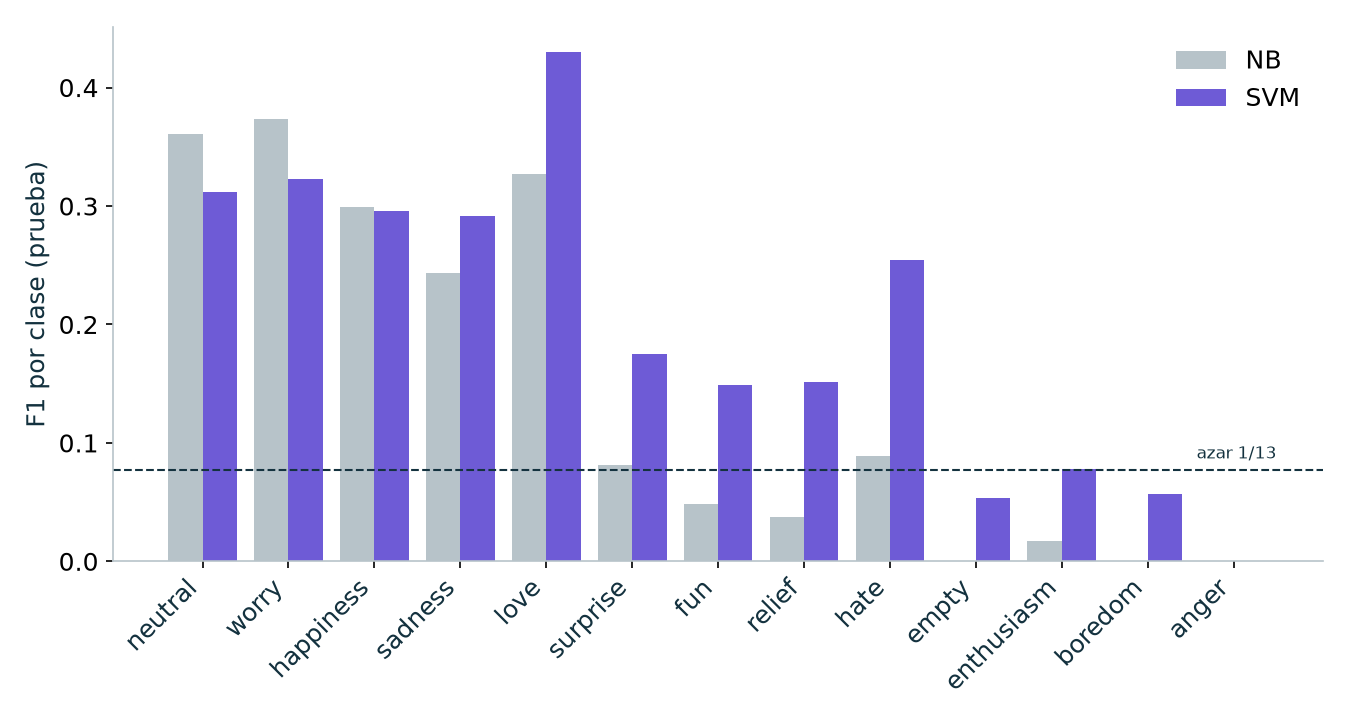 NB
SVM
F1 por clase (prueba)
0.4
0.3
0.2
0.1
0.0
azar 1/13
neutral
worry
happiness
sadness
love
surprise
fun
relief
hate
empty
enthusiasm
boredom
anger